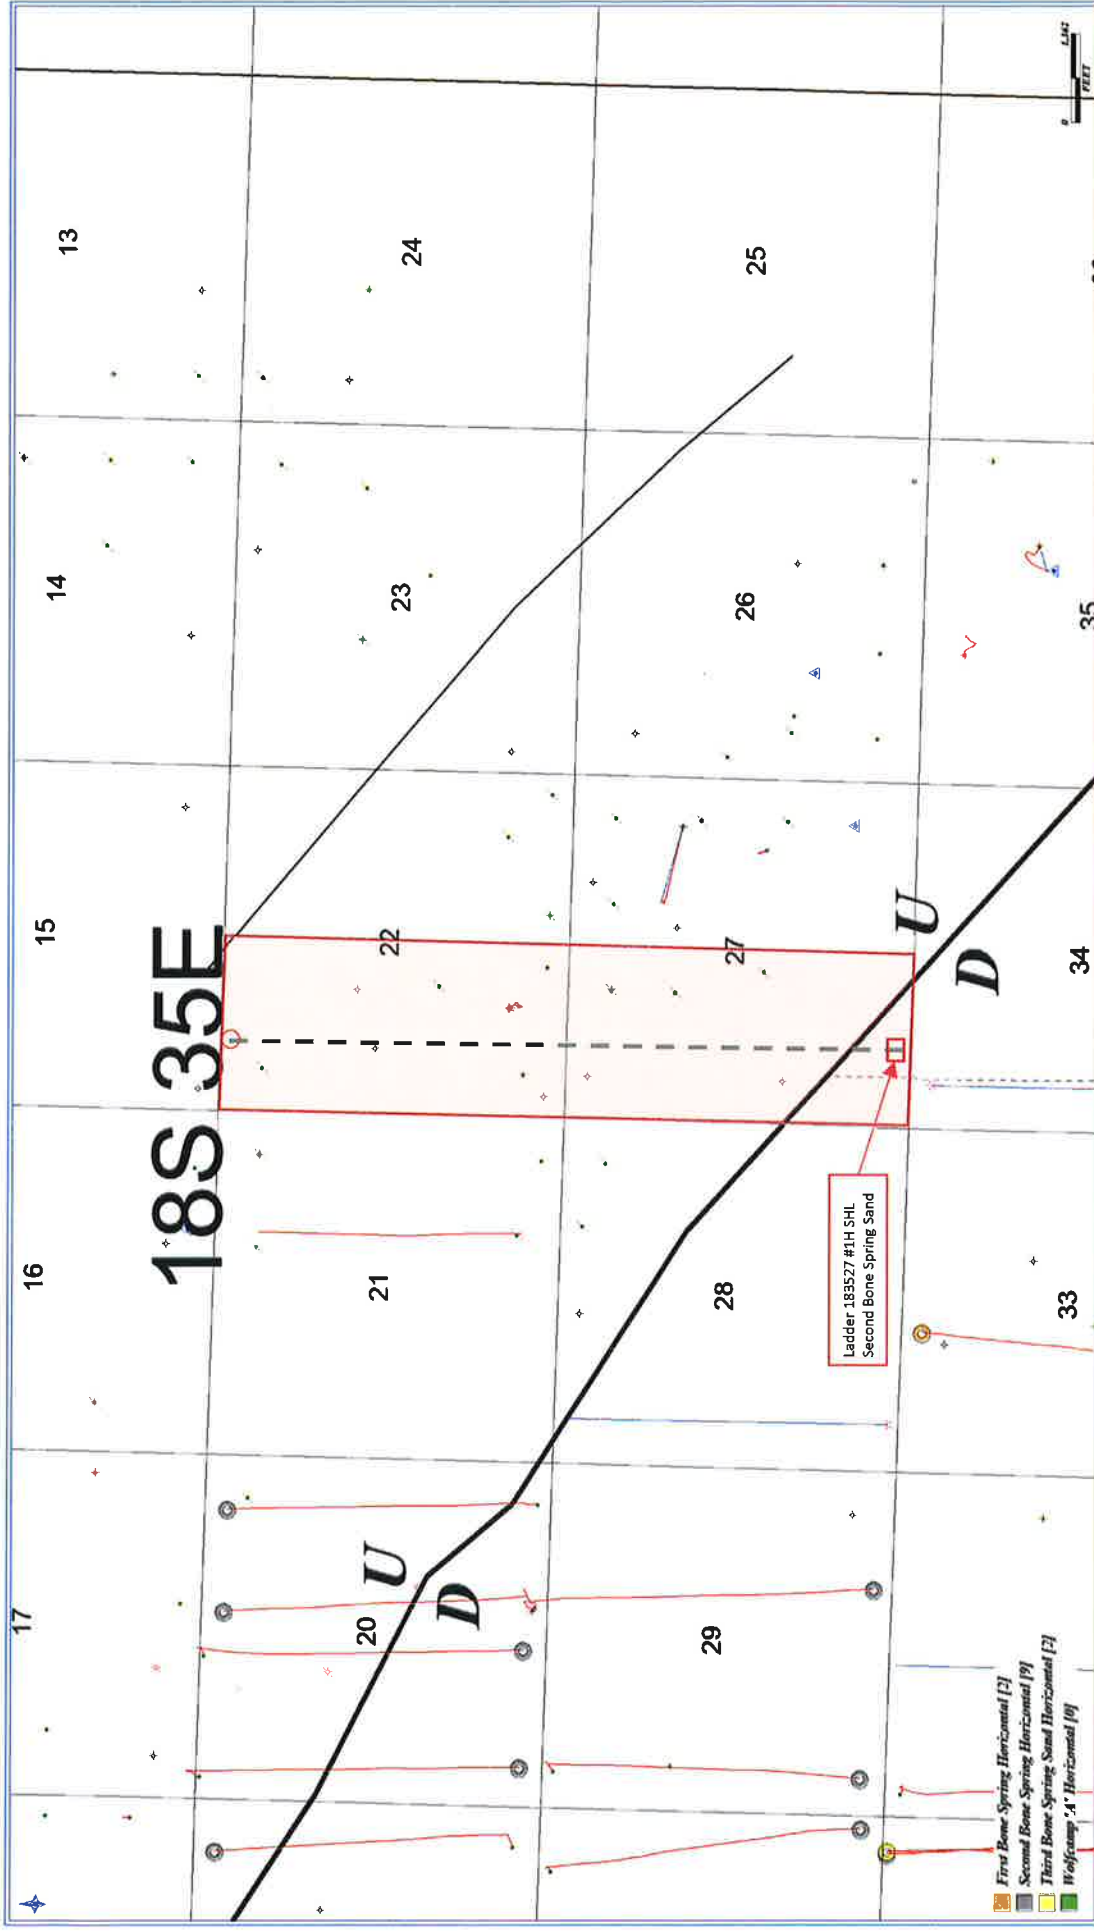 18S 35E
17
16
15
14
13
20
21
22
23
24
29
28
27
26
25
33
34
35
U
D
U
D
Ladder 183527 #1H SHL
Second Bone Spring Sand
First Bone Spring Horizontal [2]
Second Bone Spring Horizontal [9]
Third Bone Spring Sand Horizontal [2]
Wolfcamp "A" Horizontal [0]
0
FEET